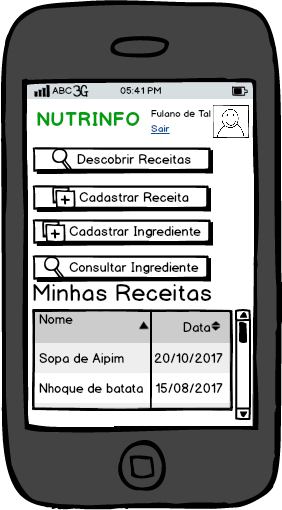 ABC 3G 05:41 PM
NUTRINFO
Fulano de Tal
Sair
Descobrir Receitas
Cadastrar Receita
Cadastrar Ingrediente
Consultar Ingrediente
Minhas Receitas
Nome Data
Sopa de Aipim 20/10/2017
Nhoque de batata 15/08/2017